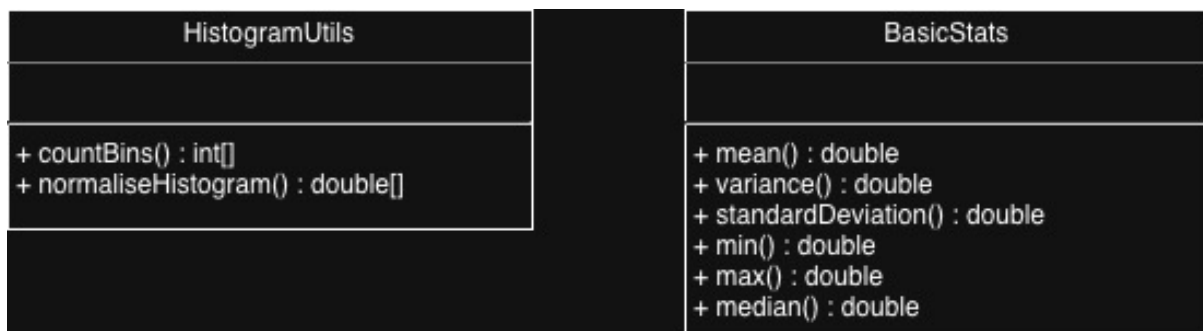 HistogramUtils
+ countBins() : int[]
+ normaliseHistogram() : double[]
BasicStats
+ mean() : double
+ variance() : double
+ standardDeviation() : double
+ min() : double
+ max() : double
+ median() : double